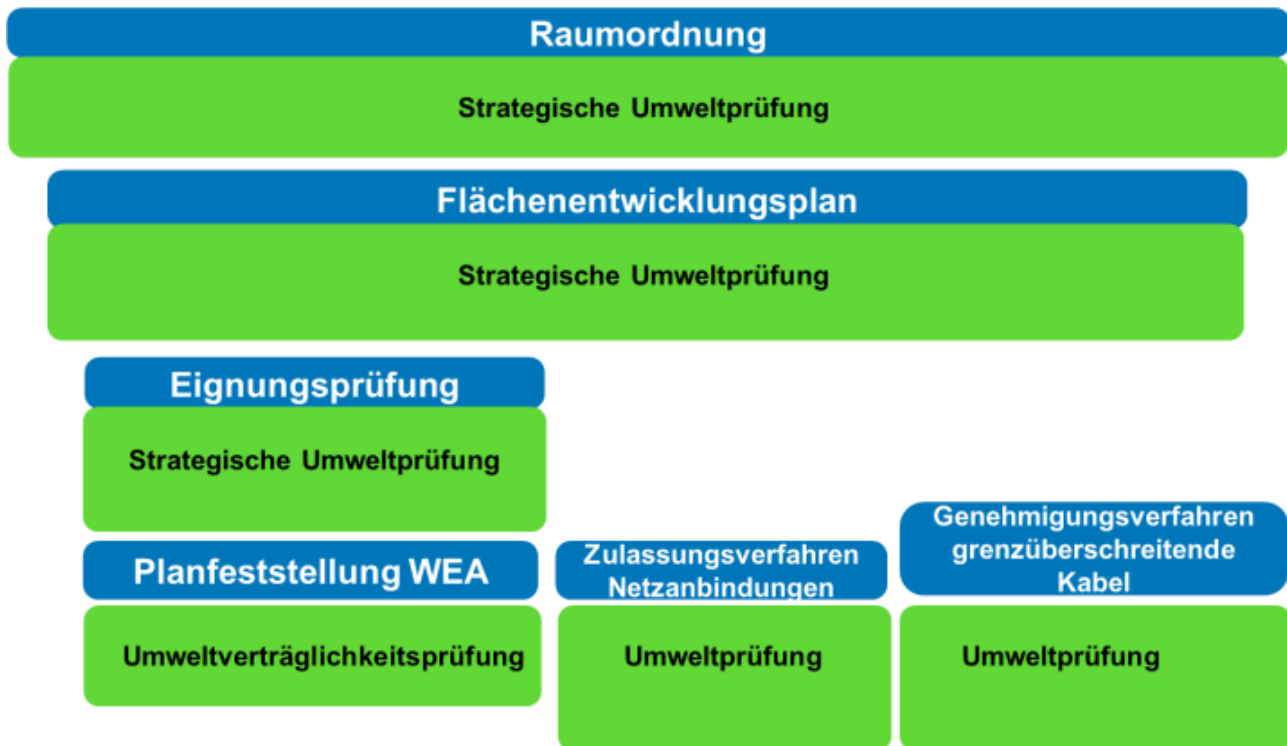 Raumordnung
Strategische Umweltprüfung
Flächenentwicklungsplan
Strategische Umweltprüfung
Eignungsprüfung
Strategische Umweltprüfung
Planfeststellung WEA
Umweltverträglichkeitsprüfung
Zulassungsverfahren
Netzanbindungen
Umweltprüfung
Genehmigungsverfahren
grenzüberschreitende
Kabel
Umweltprüfung